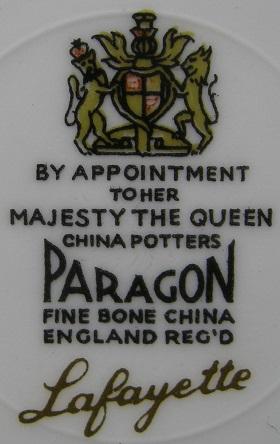 BY APPOINTMENT
TO HER
MAJESTY THE QUEEN
CHINA POTTERS
PARAGON
FINE BONE CHINA
ENGLAND REG'D
Lafayette